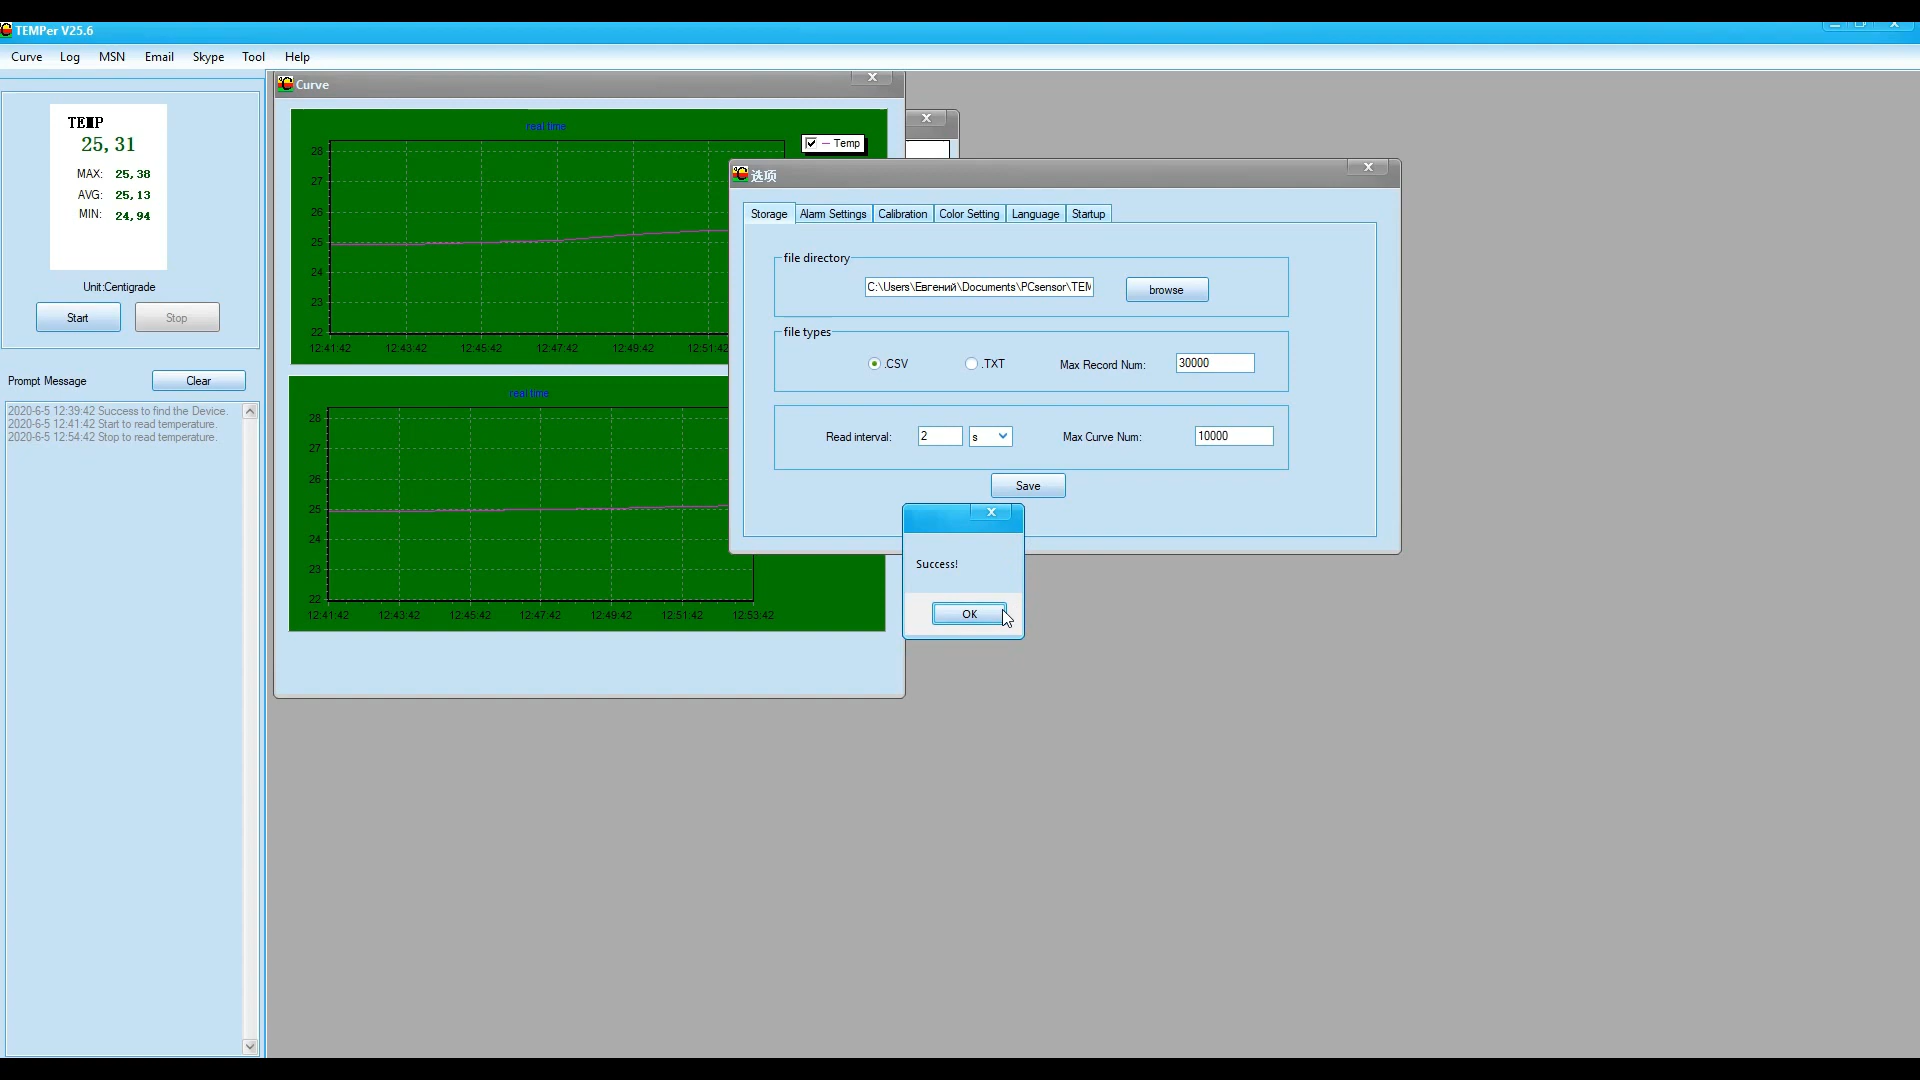 TEMPer V25.6
Curve Log MSN Email Skype Tool Help
TEMP
25,31
MAX: 25,38
AVG: 25,13
MIN: 24,94
Unit:Centigrade
Start Stop
Prompt Message Clear
2020-6-5 12:39:42 Success to find the Device.
2020-6-5 12:41:42 Start to read temperature.
2020-6-5 12:54:42 Stop to read temperature.
Curve
real time
Temp
28
27
26
25
24
23
22
12:41:42 12:43:42 12:45:42 12:47:42 12:49:42 12:51:42
real time
28
27
26
25
24
23
22
12:41:42 12:43:42 12:45:42 12:47:42 12:49:42 12:51:42 12:53:42
选项
Storage Alarm Settings Calibration Color Setting Language Startup
file directory
C:\Users\Евгений\Documents\PCsensor\TEM browse
file types
.CSV .TXT Max Record Num: 30000
Read interval: 2 s Max Curve Num: 10000
Save
Success!
OK